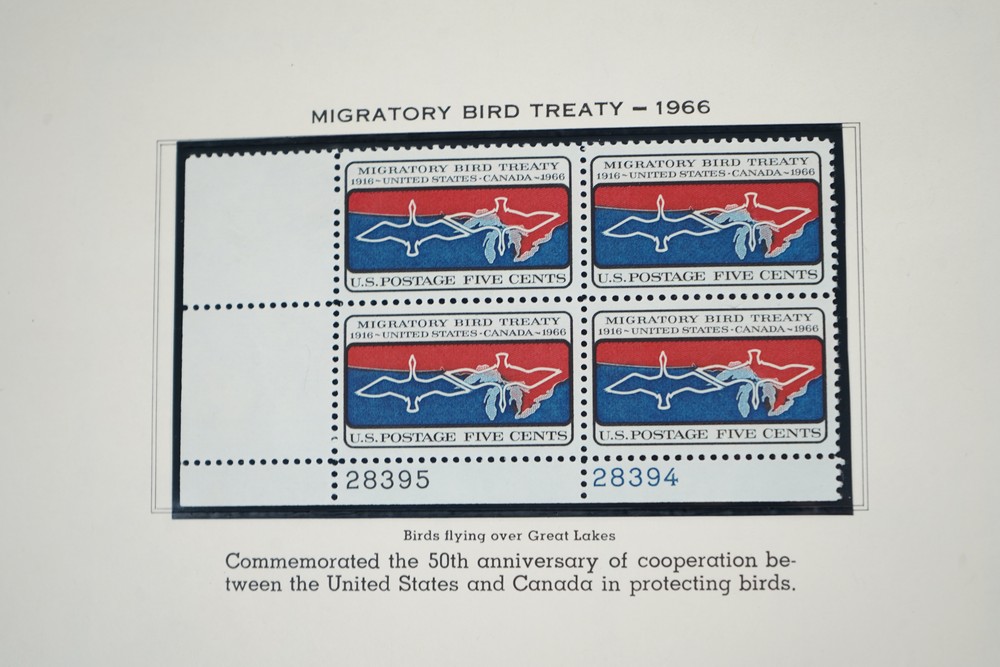 MIGRATORY BIRD TREATY – 1966
MIGRATORY BIRD TREATY
1916~UNITED STATES·CANADA~1966
U.S. POSTAGE FIVE CENTS
MIGRATORY BIRD TREATY
1916~UNITED STATES·CANADA~1966
U.S. POSTAGE FIVE CENTS
MIGRATORY BIRD TREATY
1916~UNITED STATES·CANADA~1966
U.S. POSTAGE FIVE CENTS
MIGRATORY BIRD TREATY
1916~UNITED STATES·CANADA~1966
U.S. POSTAGE FIVE CENTS
28395
28394
Birds flying over Great Lakes
Commemorated the 50th anniversary of cooperation be-
tween the United States and Canada in protecting birds.